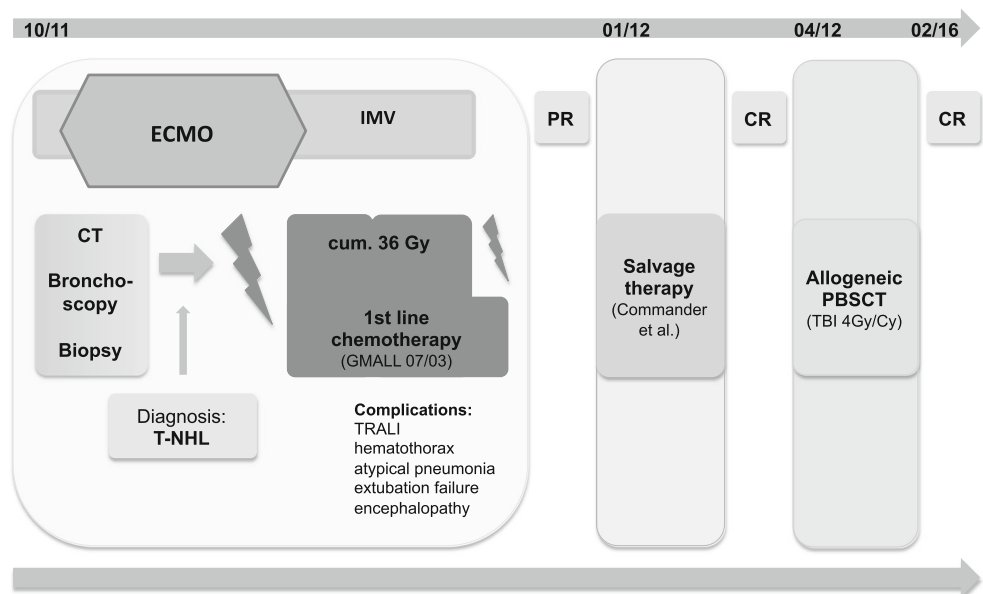 10/11
01/12
04/12
02/16
ECMO
IMV
PR
CR
CR
CT
Broncho-
scopy
Biopsy
cum. 36 Gy
1st line
chemotherapy
(GMALL 07/03)
Diagnosis:
T-NHL
Complications:
TRALI
hematothorax
atypical pneumonia
extubation failure
encephalopathy
Salvage
therapy
(Commander
et al.)
Allogeneic
PBSCT
(TBI 4Gy/Cy)